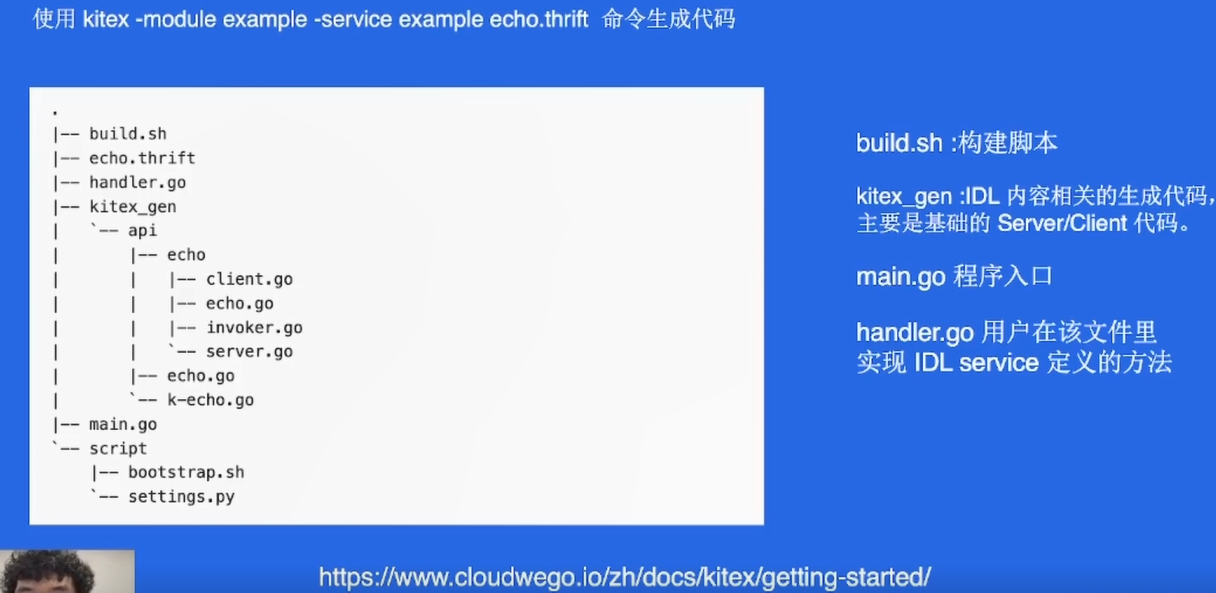 使用 kitex -module example -service example echo.thrift 命令生成代码
.
|-- build.sh
|-- echo.thrift
|-- handler.go
|-- kitex_gen
|   `-- api
|       |-- echo
|       |   |-- client.go
|       |   |-- echo.go
|       |   |-- invoker.go
|       |   `-- server.go
|       |-- echo.go
|       `-- k-echo.go
|-- main.go
`-- script
    |-- bootstrap.sh
    `-- settings.py
build.sh :构建脚本
kitex_gen :IDL 内容相关的生成代码，
主要是基础的 Server/Client 代码。
main.go 程序入口
handler.go 用户在该文件里
实现 IDL service 定义的方法
https://www.cloudwego.io/zh/docs/kitex/getting-started/